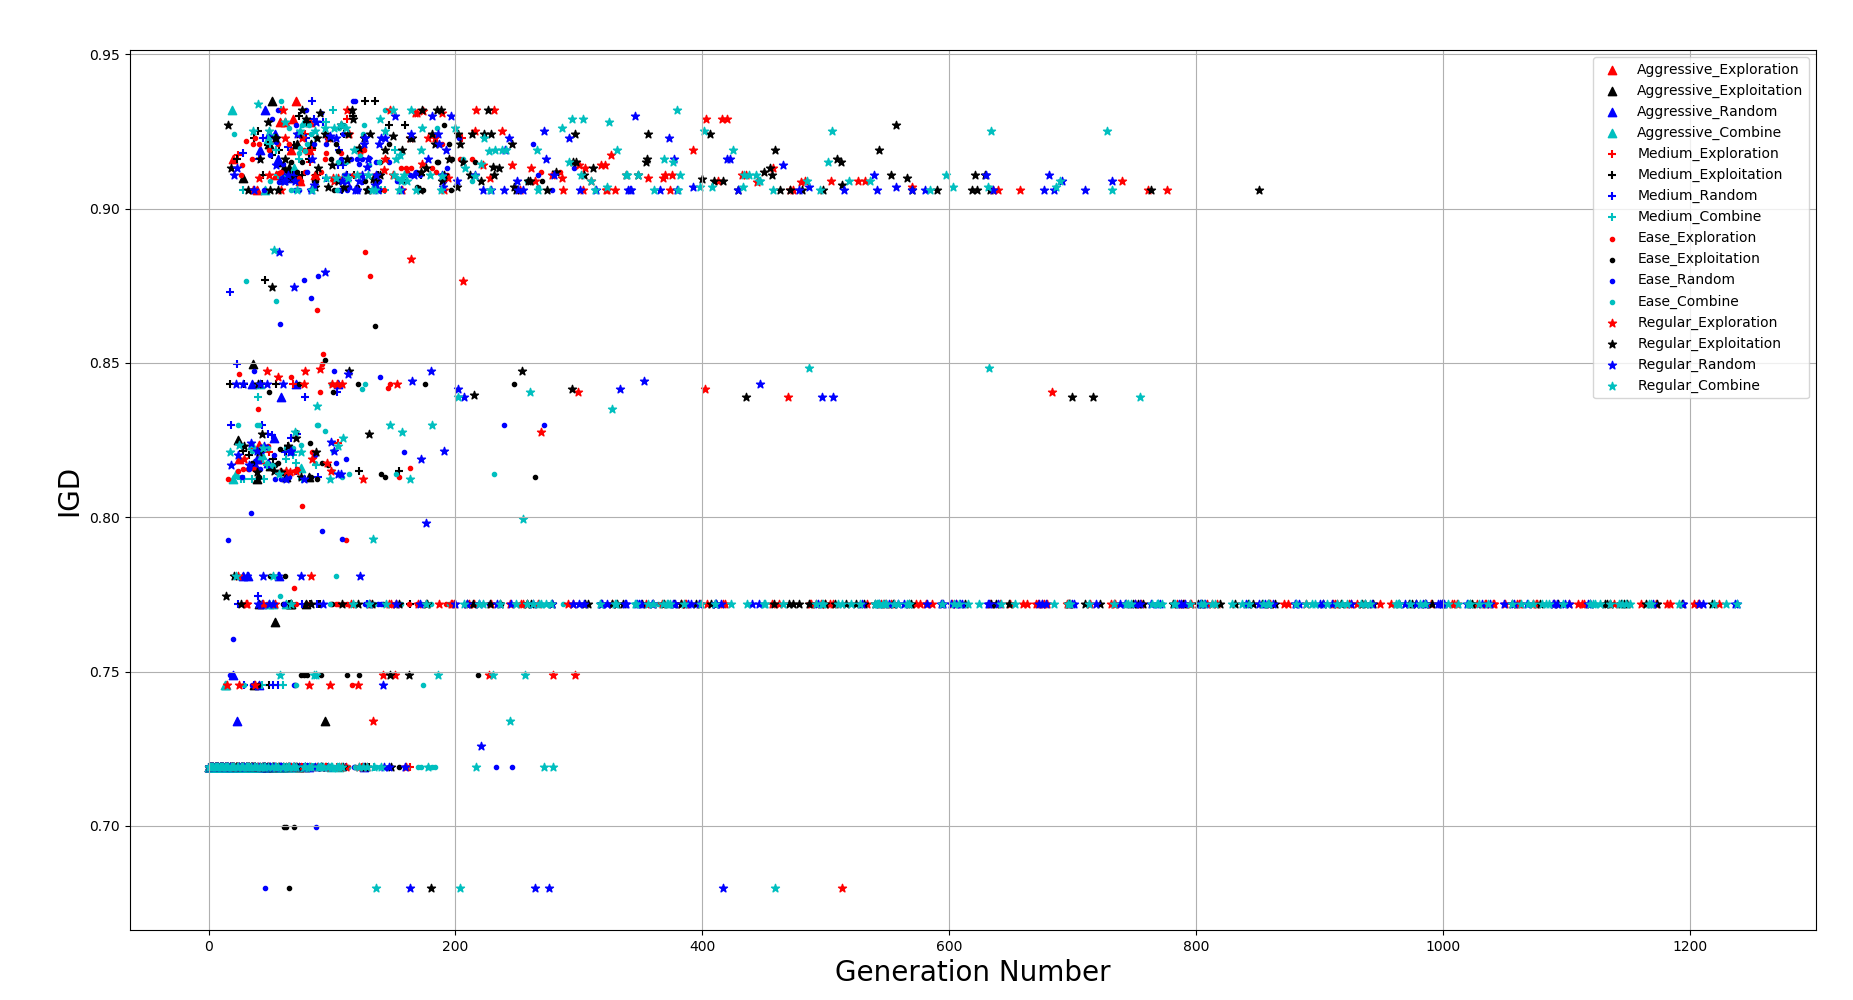 0.95
0.90
0.85
0.80
0.75
0.70
IGD
0
200
400
600
800
1000
1200
Generation Number
Aggressive_Exploration
Aggressive_Exploitation
Aggressive_Random
Aggressive_Combine
Medium_Exploration
Medium_Exploitation
Medium_Random
Medium_Combine
Ease_Exploration
Ease_Exploitation
Ease_Random
Ease_Combine
Regular_Exploration
Regular_Exploitation
Regular_Random
Regular_Combine